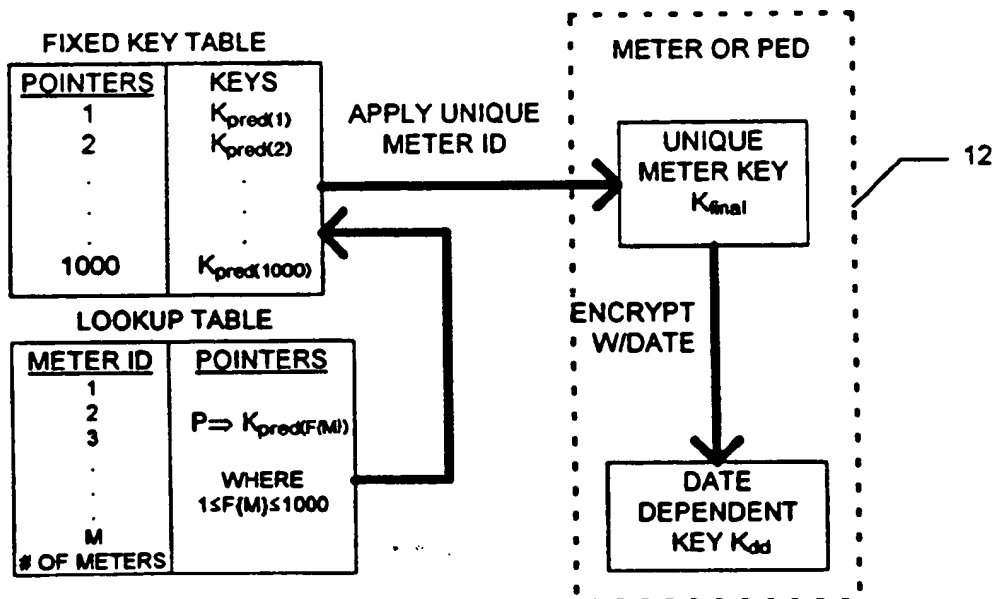 FIXED KEY TABLE
POINTERS KEYS
1 Kpred(1)
2 Kpred(2)
. .
. .
. .
1000 Kpred(1000)
APPLY UNIQUE
METER ID
LOOKUP TABLE
METER ID POINTERS
1
2
3
P⇒ Kpred(F(M))
.
.
.
WHERE
1≤F(M)≤1000
M
# OF METERS
METER OR PED
UNIQUE
METER KEY
Kfinal
12
ENCRYPT
W/DATE
DATE
DEPENDENT
KEY Kdd